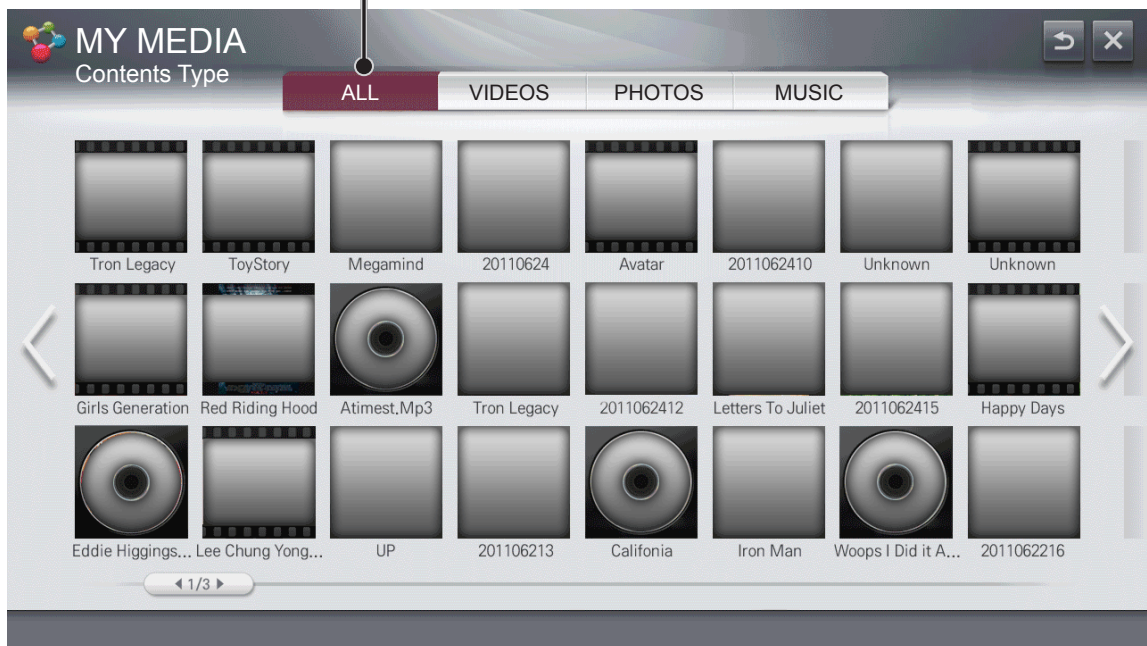 MY MEDIA
Contents Type
ALL VIDEOS PHOTOS MUSIC
Tron Legacy ToyStory Megamind 20110624 Avatar 2011062410 Unknown Unknown
Girls Generation Red Riding Hood Atimest,Mp3 Tron Legacy 2011062412 Letters To Juliet 2011062415 Happy Days
Eddie Higgings... Lee Chung Yong... UP 201106213 Califonia Iron Man Woops I Did it A... 2011062216
1/3